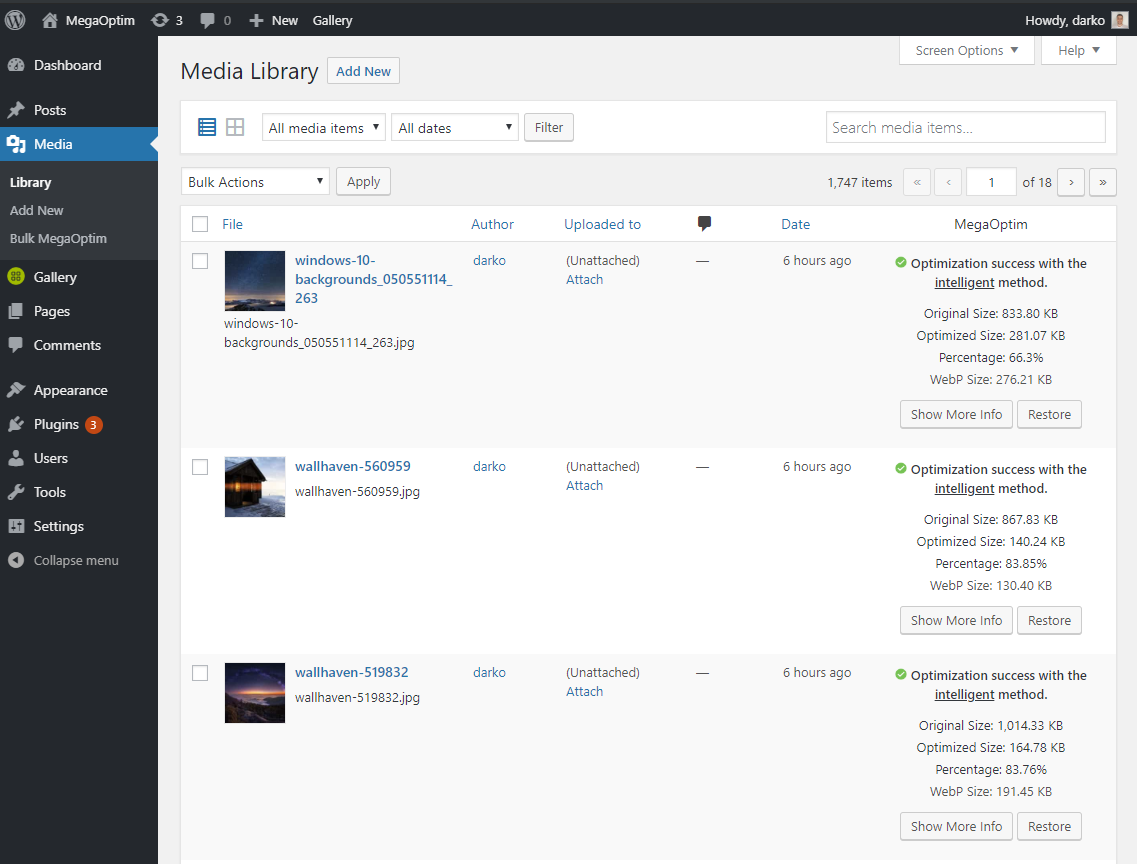 MegaOptim 3 0 New Gallery Howdy, darko
Screen Options ▼ Help ▼
Dashboard
Posts
Media
Library
Add New
Bulk MegaOptim
Gallery
Pages
Comments
Appearance
Plugins 3
Users
Tools
Settings
Collapse menu
Media Library Add New
All media items All dates Filter Search media items...
Bulk Actions Apply 1,747 items « ‹ 1 of 18 › »
File Author Uploaded to Date MegaOptim
windows-10-
backgrounds_050551114_
263
windows-10-
backgrounds_050551114_263.jpg
darko
(Unattached)
Attach
—
6 hours ago
Optimization success with the
intelligent method.
Original Size: 833.80 KB
Optimized Size: 281.07 KB
Percentage: 66.3%
WebP Size: 276.21 KB
Show More Info Restore
wallhaven-560959
wallhaven-560959.jpg
darko
(Unattached)
Attach
—
6 hours ago
Optimization success with the
intelligent method.
Original Size: 867.83 KB
Optimized Size: 140.24 KB
Percentage: 83.85%
WebP Size: 130.40 KB
Show More Info Restore
wallhaven-519832
wallhaven-519832.jpg
darko
(Unattached)
Attach
—
6 hours ago
Optimization success with the
intelligent method.
Original Size: 1,014.33 KB
Optimized Size: 164.78 KB
Percentage: 83.76%
WebP Size: 191.45 KB
Show More Info Restore